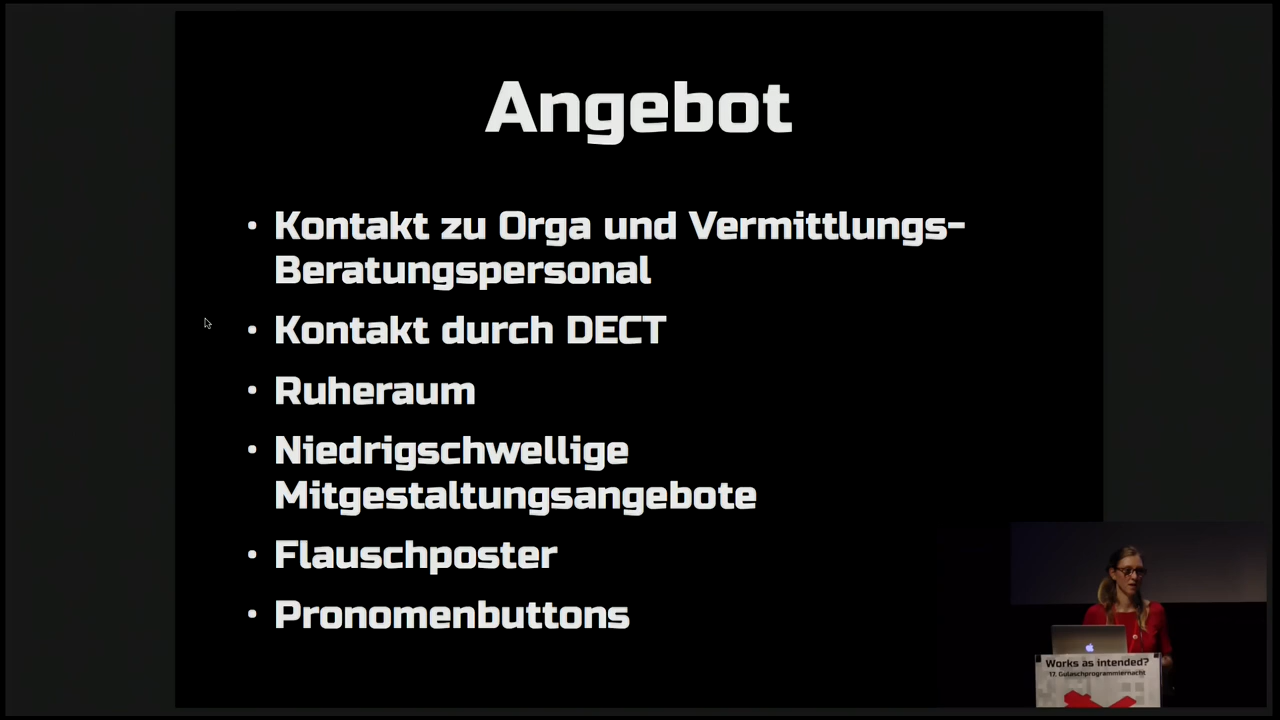 Angebot
• Kontakt zu Orga und Vermittlungs-
Beratungspersonal
• Kontakt durch DECT
• Ruheraum
• Niedrigschwellige
Mitgestaltungsangebote
• Flauschposter
• Pronomenbuttons
Works as intended?
17. Gulaschprogrammiernacht